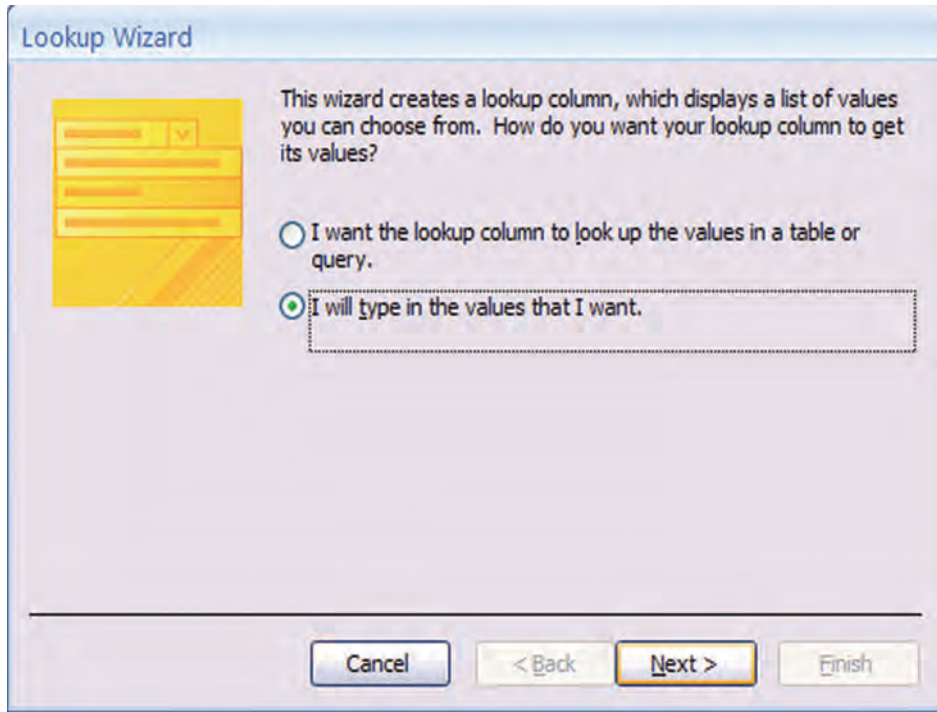 Lookup Wizard
This wizard creates a lookup column, which displays a list of values
you can choose from. How do you want your lookup column to get
its values?
I want the lookup column to look up the values in a table or
query.
I will type in the values that I want.
Cancel
< Back
Next >
Finish